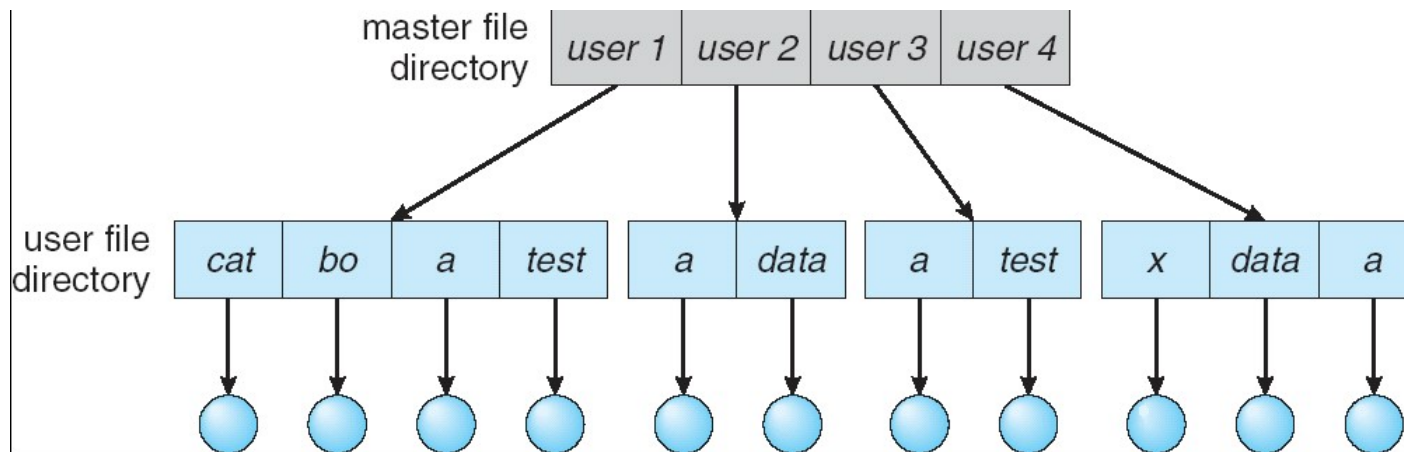 master file directory
user 1 user 2 user 3 user 4
user file directory
cat bo a test a data a test x data a